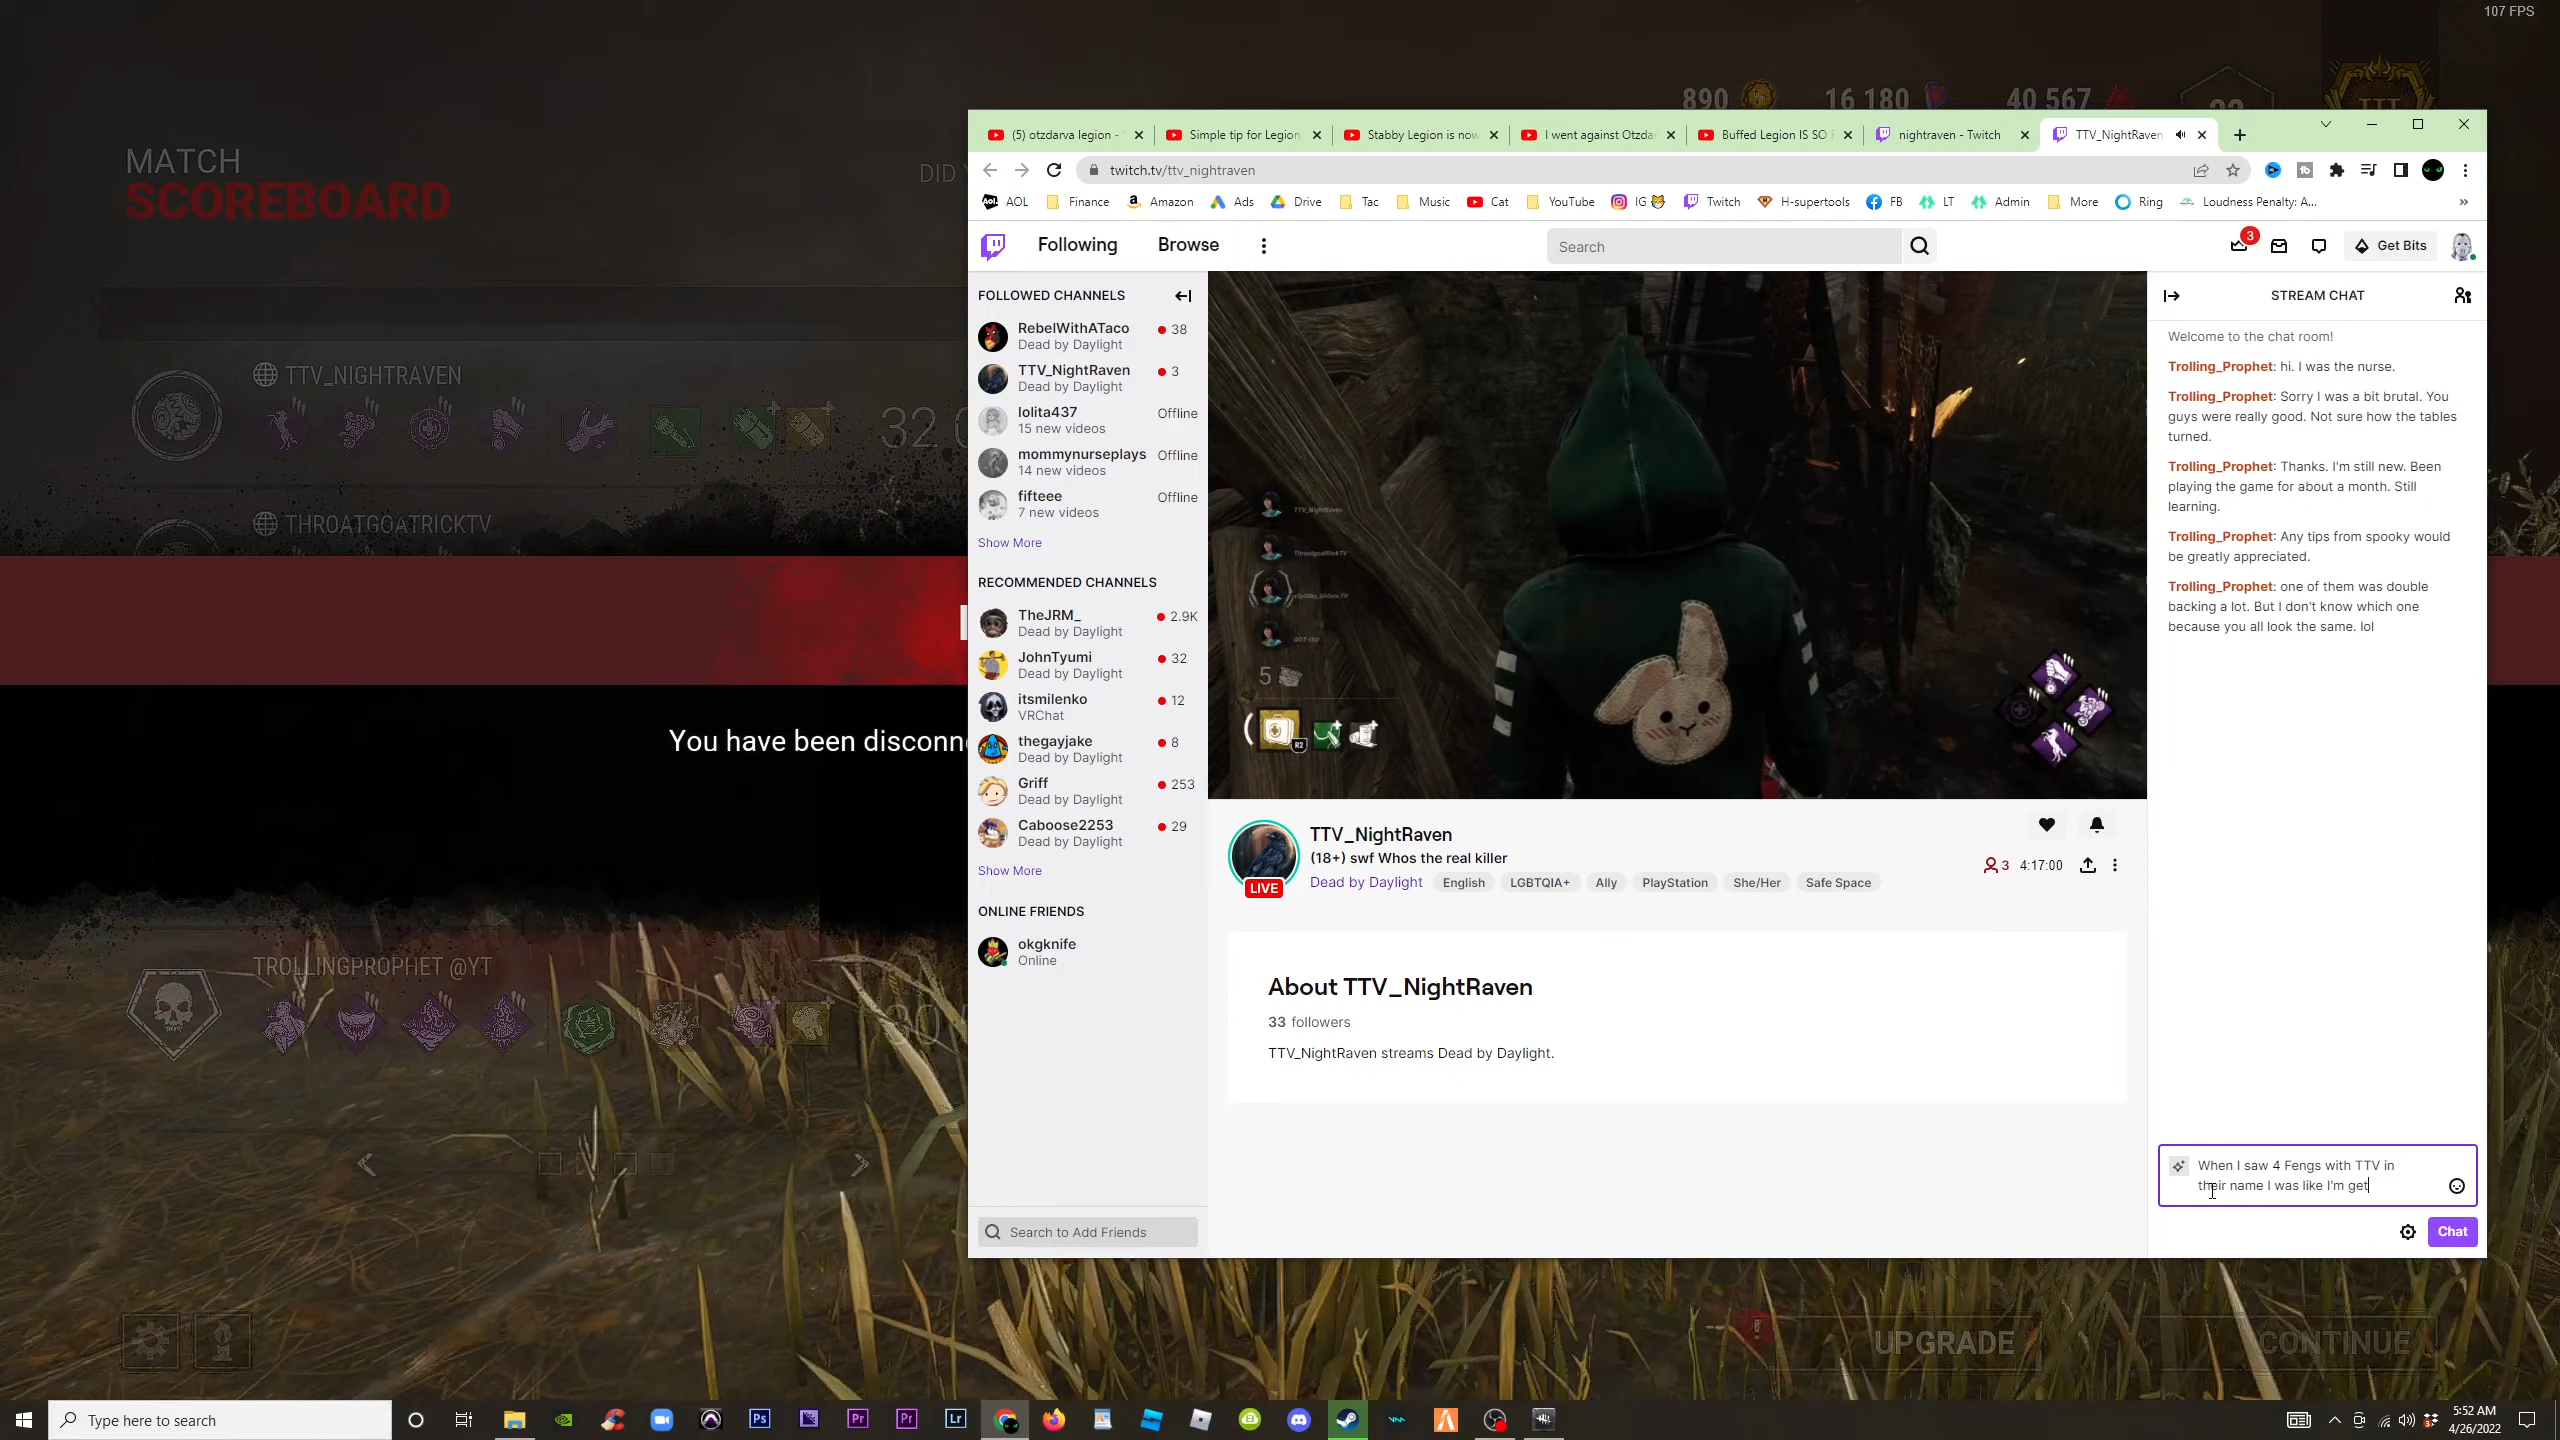 107 FPS
890
16 180
40 567
MATCH
SCOREBOARD
(5) otzdarva legion -
Simple tip for Legion
Stabby Legion is now
I went against Otzdar
Buffed Legion IS SO
nightraven - Twitch
TTV_NightRaven
twitch.tv/ttv_nightraven
AOL
Finance
Amazon
Ads
Drive
Tac
Music
Cat
YouTube
IG
Twitch
H-supertools
FB
LT
Admin
More
Ring
Loudness Penalty: A...
Following
Browse
Search
3
Get Bits
FOLLOWED CHANNELS
RebelWithATaco
38
Dead by Daylight
TTV_NightRaven
3
Dead by Daylight
lolita437
Offline
15 new videos
mommynurseplays
Offline
14 new videos
fifteee
Offline
7 new videos
Show More
RECOMMENDED CHANNELS
TheJRM_
2.9K
Dead by Daylight
JohnTyumi
32
Dead by Daylight
itsmilenko
12
VRChat
thegayjake
8
Dead by Daylight
Griff
253
Dead by Daylight
Caboose2253
29
Dead by Daylight
Show More
ONLINE FRIENDS
okgknife
Online
Search to Add Friends
TTV_NightRaven
ThroatgoatRickTV
5
R2
TTV_NightRaven
(18+) swf Whos the real killer
Dead by Daylight
English
LGBTQIA+
Ally
PlayStation
She/Her
Safe Space
LIVE
3
4:17:00
About TTV_NightRaven
33 followers
TTV_NightRaven streams Dead by Daylight.
STREAM CHAT
Welcome to the chat room!
Trolling_Prophet: hi. I was the nurse.
Trolling_Prophet: Sorry I was a bit brutal. You
guys were really good. Not sure how the tables
turned.
Trolling_Prophet: Thanks. I'm still new. Been
playing the game for about a month. Still
learning.
Trolling_Prophet: Any tips from spooky would
be greatly appreciated.
Trolling_Prophet: one of them was double
backing a lot. But I don't know which one
because you all look the same. lol
When I saw 4 Fengs with TTV in
their name I was like I'm get
Chat
DID
TTV_NIGHTRAVEN
THROATGOATRICKTV
You have been disconn
TROLLINGPROPHET @YT
UPGRADE
CONTINUE
Type here to search
Ps
Pr
Pr
Lr
5:52 AM
4/26/2022